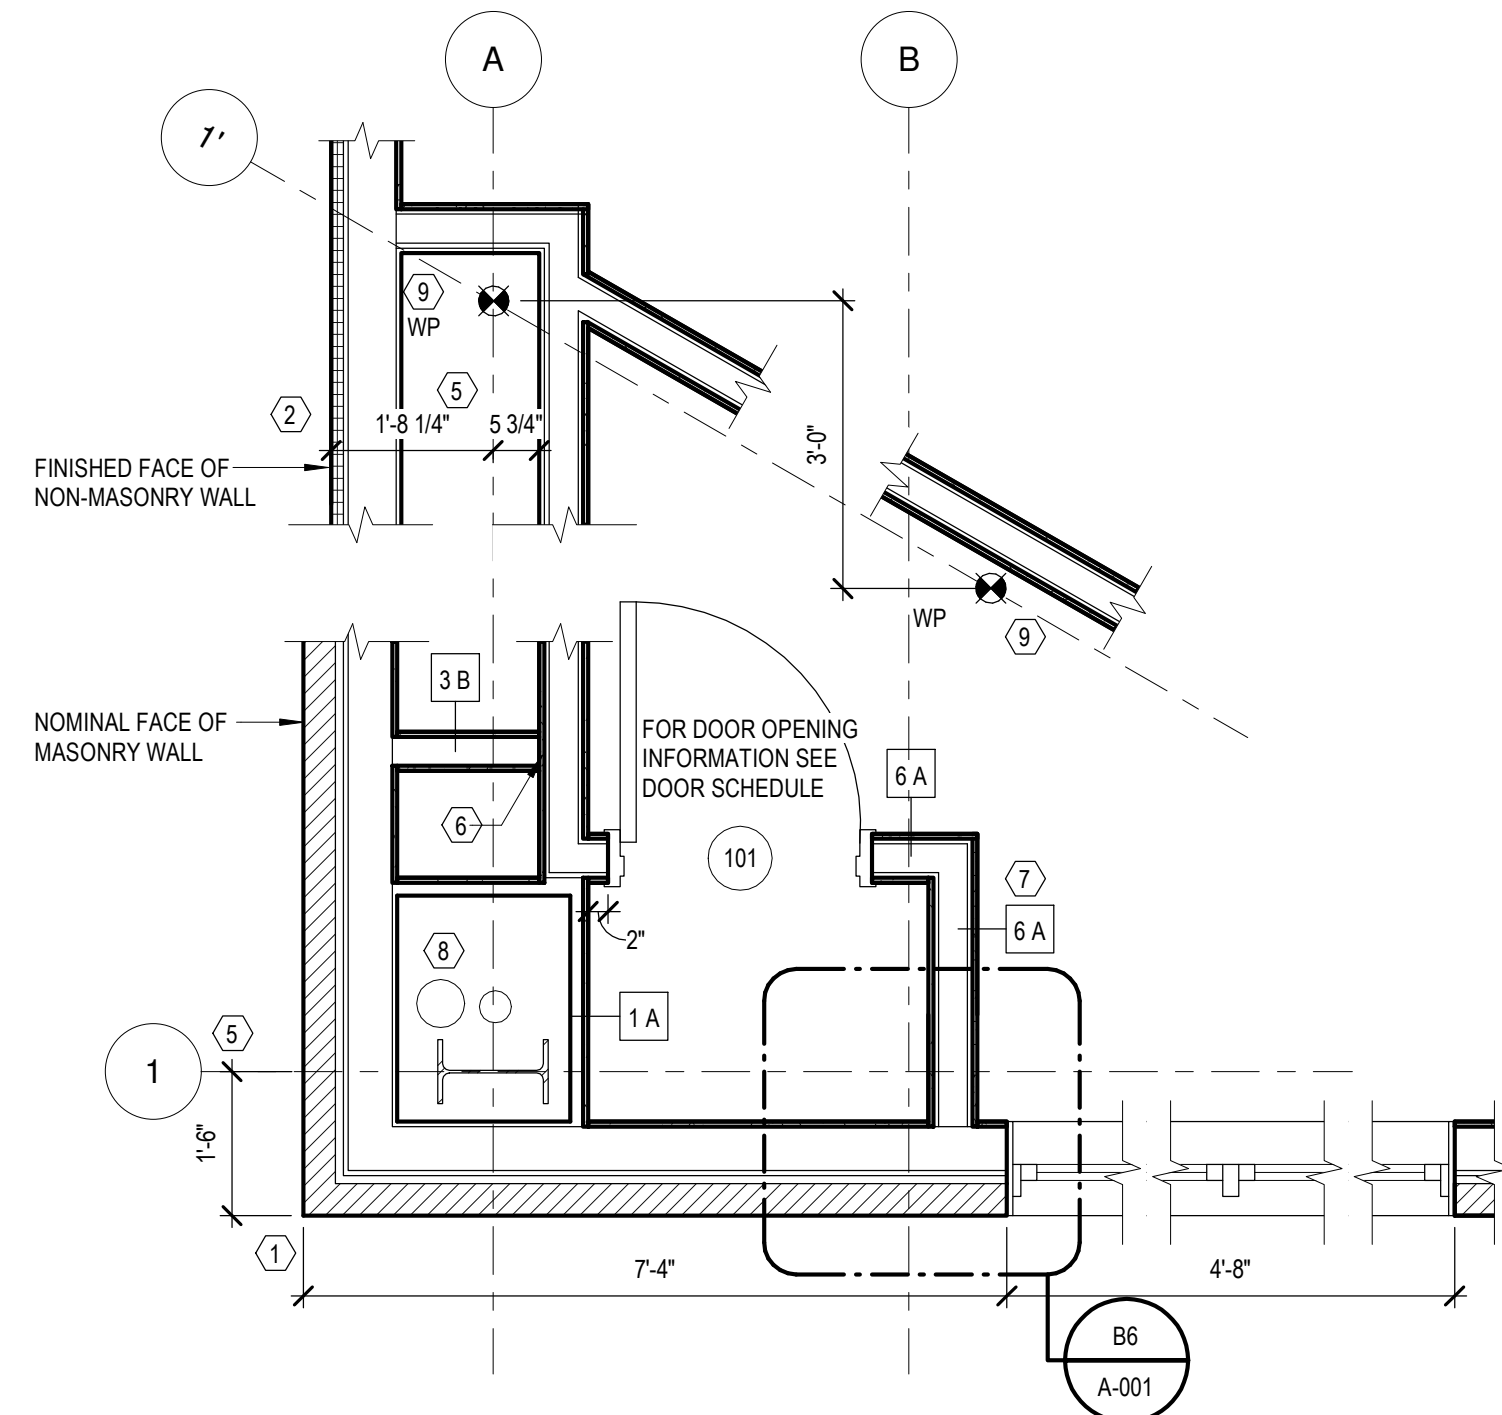 A
B
1'
9
WP
5
2
1'-8 1/4"
5 3/4"
3'-0"
FINISHED FACE OF
NON-MASONRY WALL
WP
9
3 B
NOMINAL FACE OF
MASONRY WALL
FOR DOOR OPENING
INFORMATION SEE
DOOR SCHEDULE
6 A
6
101
7
6 A
2"
8
1 A
5
1
1'-6"
1
7'-4"
4'-8"
B6
A-001